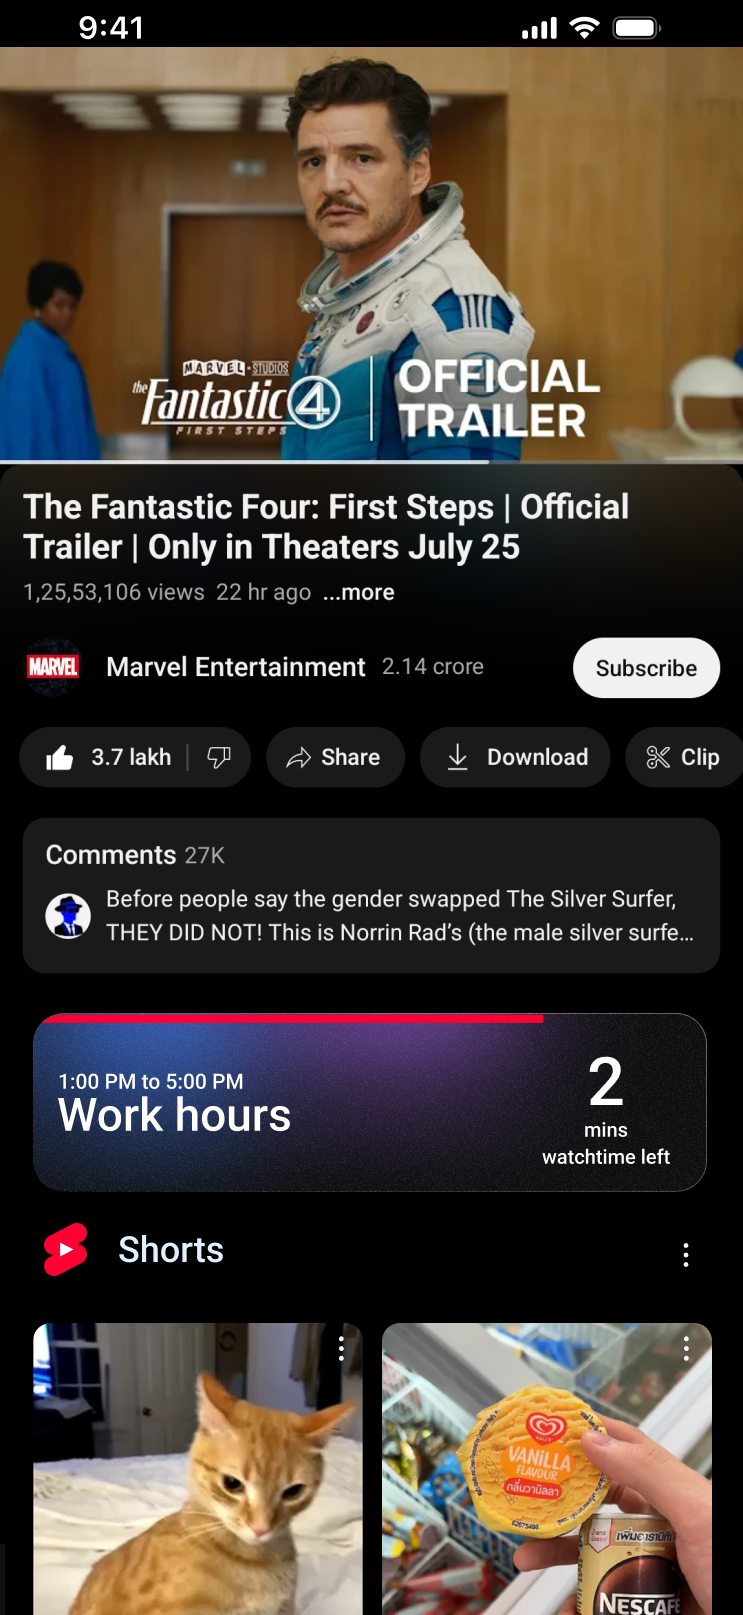 9:41
MARVEL STUDIOS
the
Fantastic 4
FIRST STEPS
OFFICIAL
TRAILER
The Fantastic Four: First Steps | Official
Trailer | Only in Theaters July 25
1,25,53,106 views 22 hr ago ...more
MARVEL
Marvel Entertainment 2.14 crore
Subscribe
3.7 lakh
Share
Download
Clip
Comments 27K
Before people say the gender swapped The Silver Surfer,
THEY DID NOT! This is Norrin Rad’s (the male silver surfe...
1:00 PM to 5:00 PM
Work hours
2
mins
watchtime left
Shorts
VANILLA
FLAVOUR
กลิ่นวานิลลา
NESCAFÉ